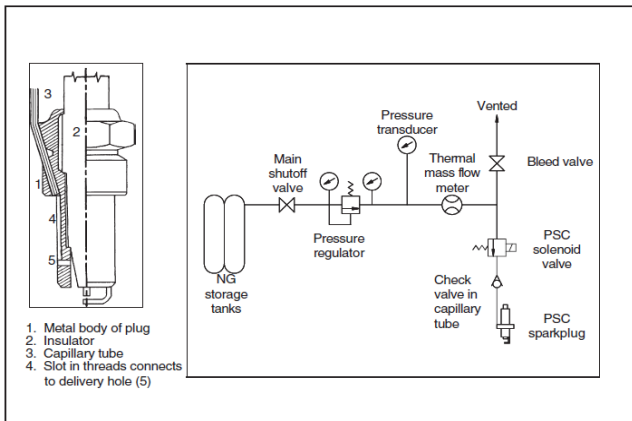 3
2
1
4
5
1. Metal body of plug
2. Insulator
3. Capillary tube
4. Slot in threads connects
to delivery hole (5)
Vented
Pressure
transducer
Bleed valve
Main
shutoff
valve
Thermal
mass flow
meter
Pressure
regulator
NG
storage
tanks
PSC
solenoid
valve
Check
valve in
capillary
tube
PSC
sparkplug